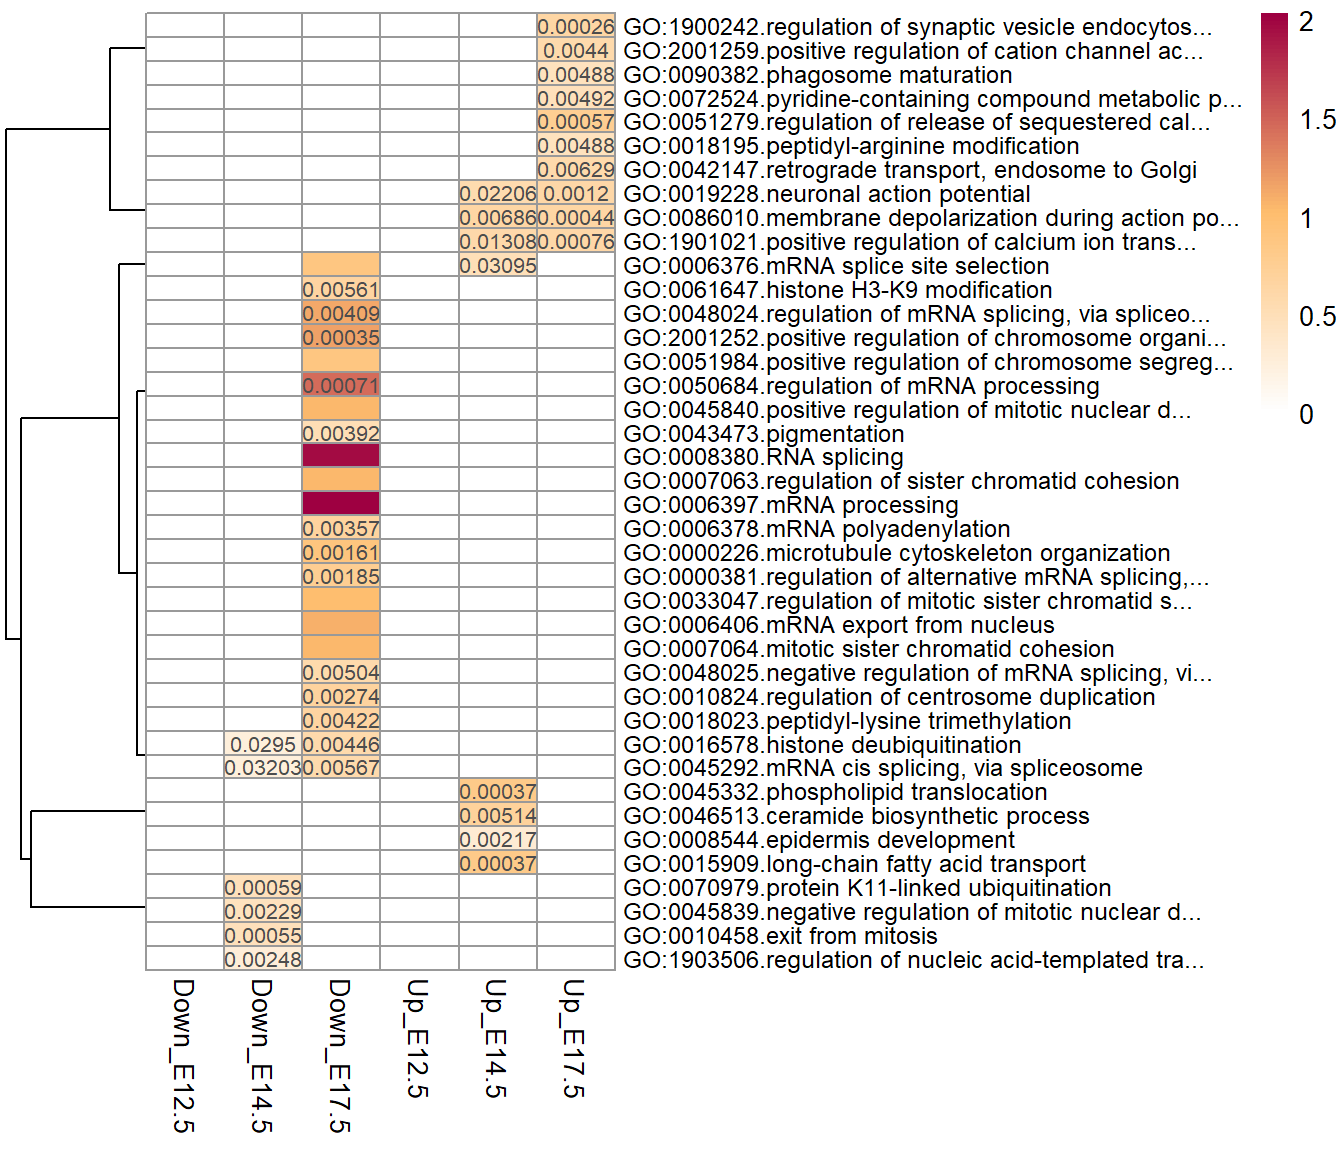 0.00026 GO:1900242.regulation of synaptic vesicle endocytos...
0.0044 GO:2001259.positive regulation of cation channel ac...
0.00488 GO:0090382.phagosome maturation
0.00492 GO:0072524.pyridine-containing compound metabolic p...
0.00057 GO:0051279.regulation of release of sequestered cal...
0.00488 GO:0018195.peptidyl-arginine modification
0.00629 GO:0042147.retrograde transport, endosome to Golgi
0.02206 0.0012 GO:0019228.neuronal action potential
0.00686 0.00044 GO:0086010.membrane depolarization during action po...
0.01308 0.00076 GO:1901021.positive regulation of calcium ion trans...
0.03095 GO:0006376.mRNA splice site selection
0.00561 GO:0061647.histone H3-K9 modification
0.00409 GO:0048024.regulation of mRNA splicing, via spliceo...
0.00035 GO:2001252.positive regulation of chromosome organi...
GO:0051984.positive regulation of chromosome segreg...
0.00071 GO:0050684.regulation of mRNA processing
GO:0045840.positive regulation of mitotic nuclear d...
0.00392 GO:0043473.pigmentation
GO:0008380.RNA splicing
GO:0007063.regulation of sister chromatid cohesion
GO:0006397.mRNA processing
0.00357 GO:0006378.mRNA polyadenylation
0.00161 GO:0000226.microtubule cytoskeleton organization
0.00185 GO:0000381.regulation of alternative mRNA splicing,...
GO:0033047.regulation of mitotic sister chromatid s...
GO:0006406.mRNA export from nucleus
GO:0007064.mitotic sister chromatid cohesion
0.00504 GO:0048025.negative regulation of mRNA splicing, vi...
0.00274 GO:0010824.regulation of centrosome duplication
0.00422 GO:0018023.peptidyl-lysine trimethylation
0.0295 0.00446 GO:0016578.histone deubiquitination
0.03203 0.00567 GO:0045292.mRNA cis splicing, via spliceosome
0.00037 GO:0045332.phospholipid translocation
0.00514 GO:0046513.ceramide biosynthetic process
0.00217 GO:0008544.epidermis development
0.00037 GO:0015909.long-chain fatty acid transport
0.00059 GO:0070979.protein K11-linked ubiquitination
0.00229 GO:0045839.negative regulation of mitotic nuclear d...
0.00055 GO:0010458.exit from mitosis
0.00248 GO:1903506.regulation of nucleic acid-templated tra...
Down_E12.5
Down_E14.5
Down_E17.5
Up_E12.5
Up_E14.5
Up_E17.5
2
1.5
1
0.5
0